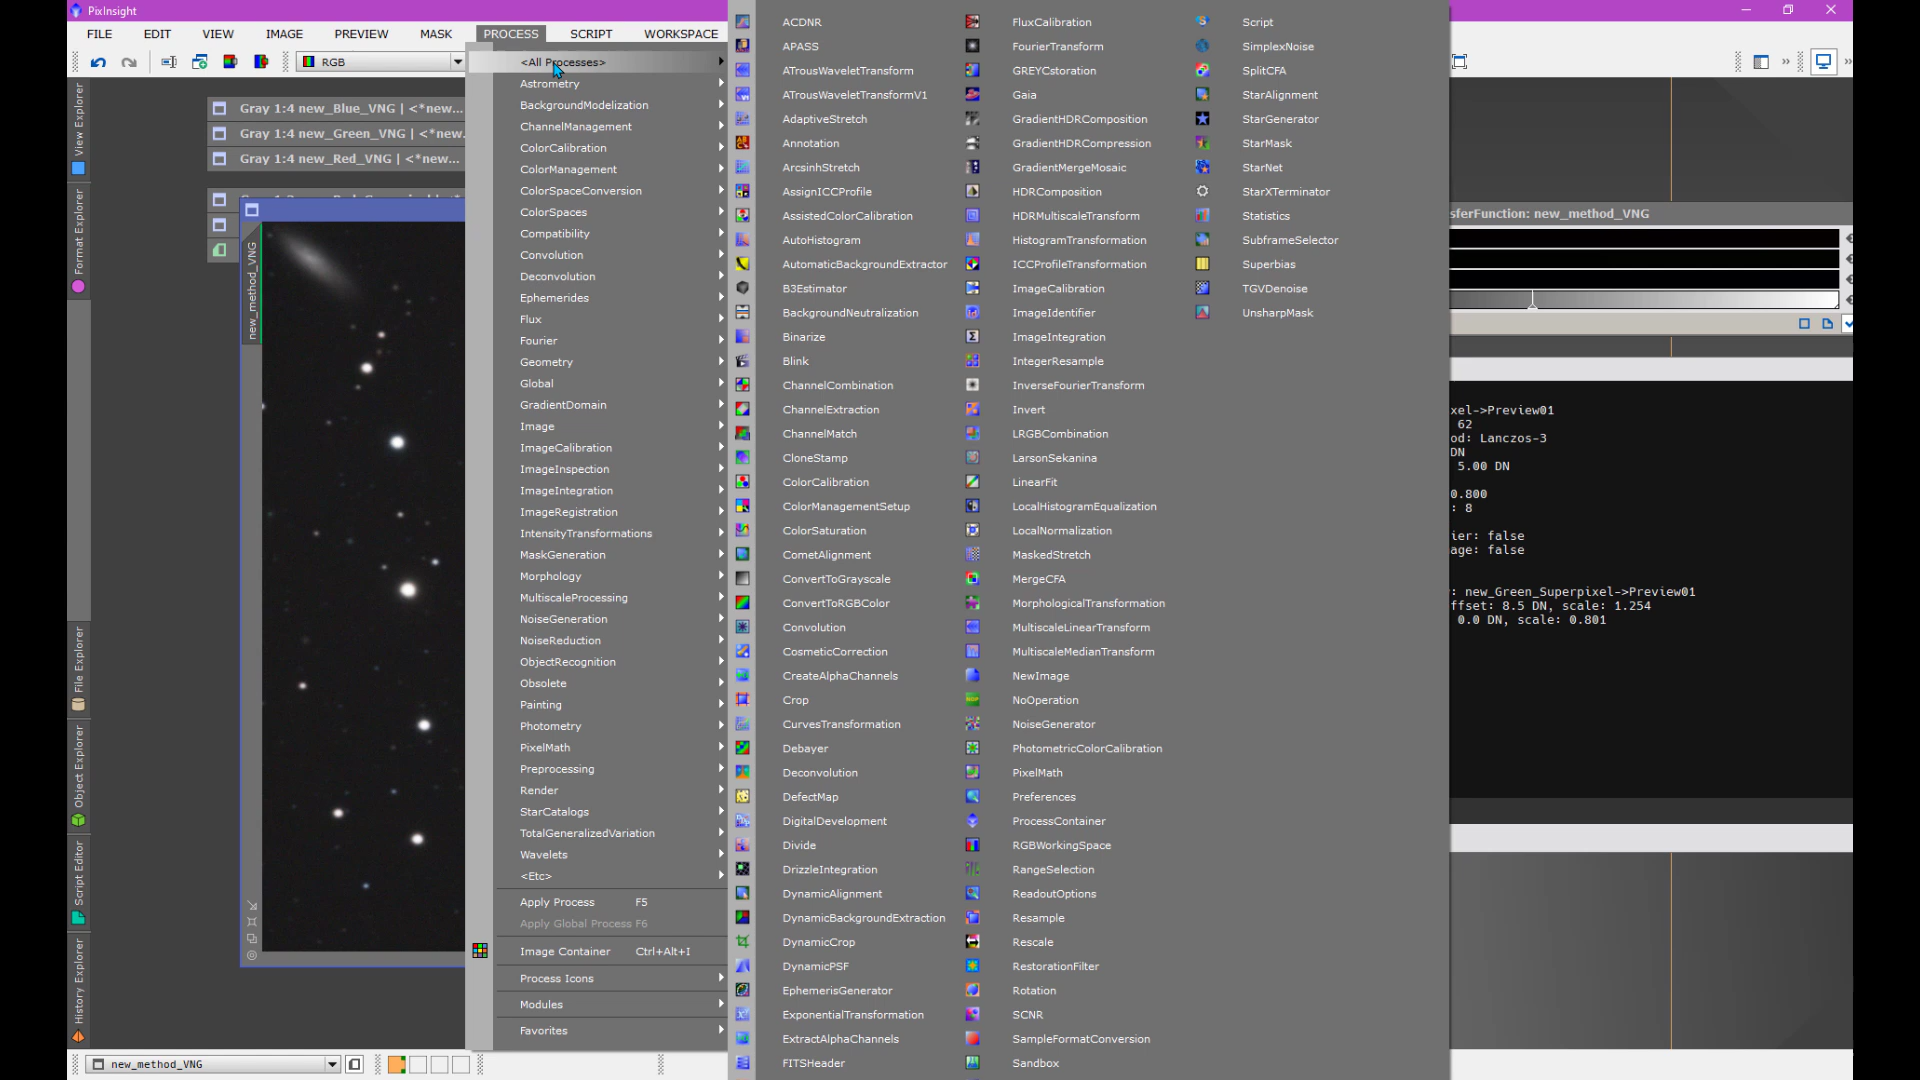 PixInsight
FILE EDIT VIEW IMAGE PREVIEW MASK PROCESS SCRIPT WORKSPACE
RGB
View Explorer
Format Explorer
File Explorer
Object Explorer
Script Editor
History Explorer
Gray 1:4 new_Blue_VNG | <*new...
Gray 1:4 new_Green_VNG | <*new...
Gray 1:4 new_Red_VNG | <*new...
new_method_VNG
<All Processes>
Astrometry
BackgroundModelization
ChannelManagement
ColorCalibration
ColorManagement
ColorSpaceConversion
ColorSpaces
Compatibility
Convolution
Deconvolution
Ephemerides
Flux
Fourier
Geometry
Global
GradientDomain
Image
ImageCalibration
ImageInspection
ImageIntegration
ImageRegistration
IntensityTransformations
MaskGeneration
Morphology
MultiscaleProcessing
NoiseGeneration
NoiseReduction
ObjectRecognition
Obsolete
Painting
Photometry
PixelMath
Preprocessing
Render
StarCatalogs
TotalGeneralizedVariation
Wavelets
<Etc>
Apply Process F5
Apply Global Process F6
Image Container Ctrl+Alt+I
Process Icons
Modules
Favorites
ACDNR
APASS
ATrousWaveletTransform
ATrousWaveletTransformV1
AdaptiveStretch
Annotation
ArcsinhStretch
AssignICCProfile
AssistedColorCalibration
AutoHistogram
AutomaticBackgroundExtractor
B3Estimator
BackgroundNeutralization
Binarize
Blink
ChannelCombination
ChannelExtraction
ChannelMatch
CloneStamp
ColorCalibration
ColorManagementSetup
ColorSaturation
CometAlignment
ConvertToGrayscale
ConvertToRGBColor
Convolution
CosmeticCorrection
CreateAlphaChannels
Crop
CurvesTransformation
Debayer
Deconvolution
DefectMap
DigitalDevelopment
Divide
DrizzleIntegration
DynamicAlignment
DynamicBackgroundExtraction
DynamicCrop
DynamicPSF
EphemerisGenerator
ExponentialTransformation
ExtractAlphaChannels
FITSHeader
FluxCalibration
FourierTransform
GREYCstoration
Gaia
GradientHDRComposition
GradientHDRCompression
GradientMergeMosaic
HDRComposition
HDRMultiscaleTransform
HistogramTransformation
ICCProfileTransformation
ImageCalibration
ImageIdentifier
ImageIntegration
IntegerResample
InverseFourierTransform
Invert
LRGBCombination
LarsonSekanina
LinearFit
LocalHistogramEqualization
LocalNormalization
MaskedStretch
MergeCFA
MorphologicalTransformation
MultiscaleLinearTransform
MultiscaleMedianTransform
NewImage
NoOperation
NoiseGenerator
PhotometricColorCalibration
PixelMath
Preferences
ProcessContainer
RGBWorkingSpace
RangeSelection
ReadoutOptions
Resample
Rescale
RestorationFilter
Rotation
SCNR
SampleFormatConversion
Sandbox
Script
SimplexNoise
SplitCFA
StarAlignment
StarGenerator
StarMask
StarNet
StarXTerminator
Statistics
SubframeSelector
Superbias
TGVDenoise
UnsharpMask
sferFunction: new_method_VNG
xel->Preview01
62
od: Lanczos-3
DN
5.00 DN
0.800
: 8
ier: false
age: false
: new_Green_Superpixel->Preview01
ffset: 8.5 DN, scale: 1.254
0.0 DN, scale: 0.801
new_method_VNG